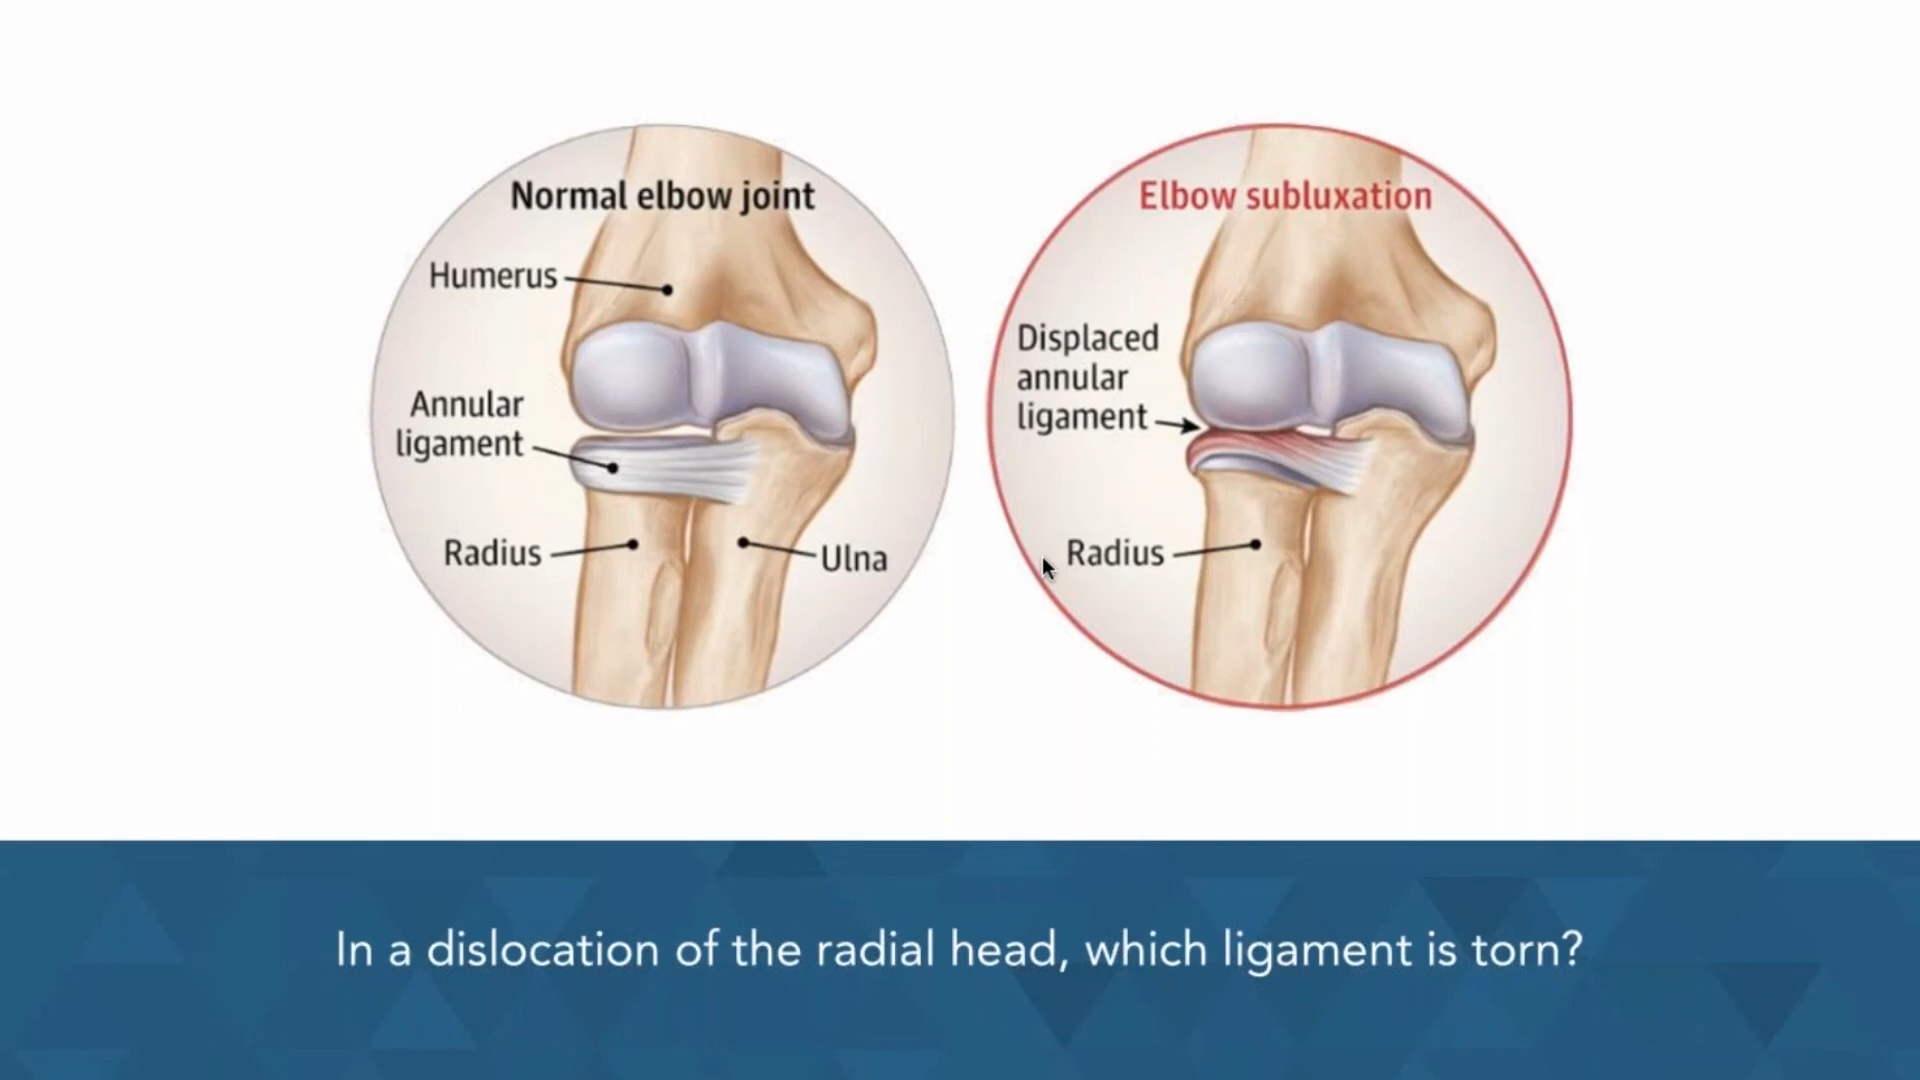 Normal elbow joint
Humerus
Annular
ligament
Radius
Ulna
Elbow subluxation
Displaced
annular
ligament
Radius
In a dislocation of the radial head, which ligament is torn?